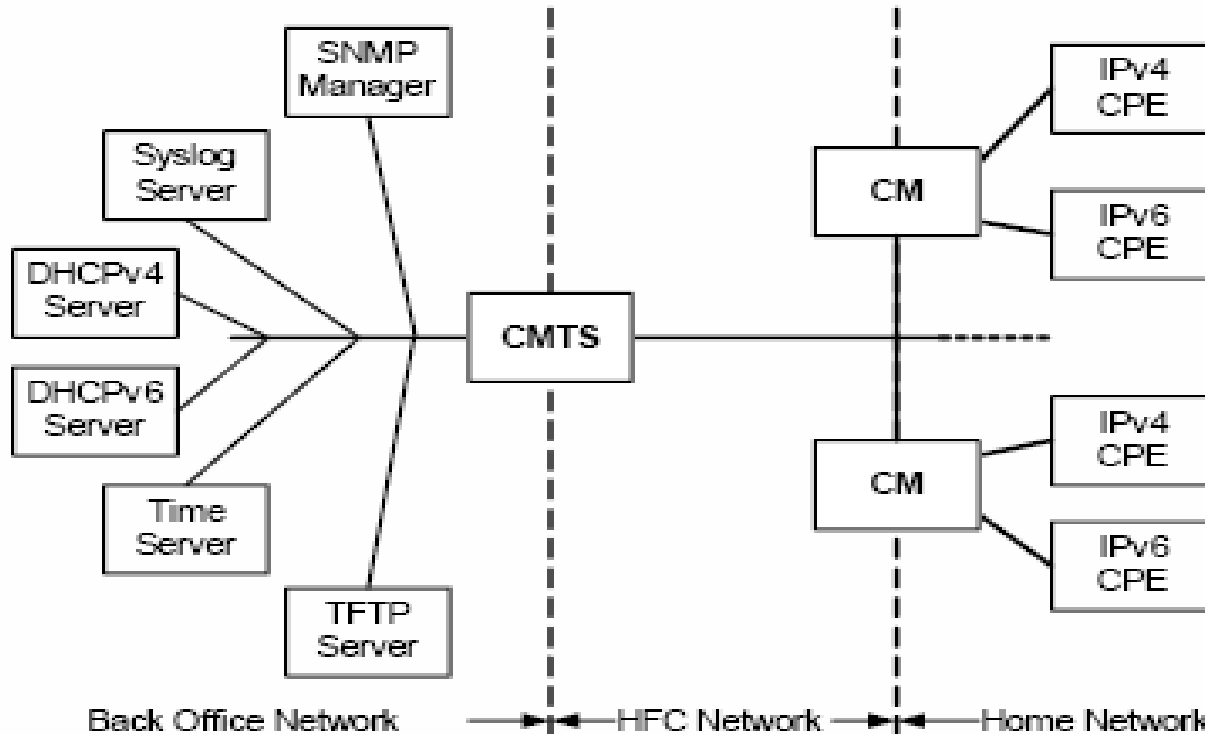 SNMP
Manager
Syslog
Server
DHCPv4
Server
DHCPv6
Server
Time
Server
TFTP
Server
CMTS
CM
IPv4
CPE
IPv6
CPE
CM
IPv4
CPE
IPv6
CPE
Back Office Network
HFC Network
Home Network